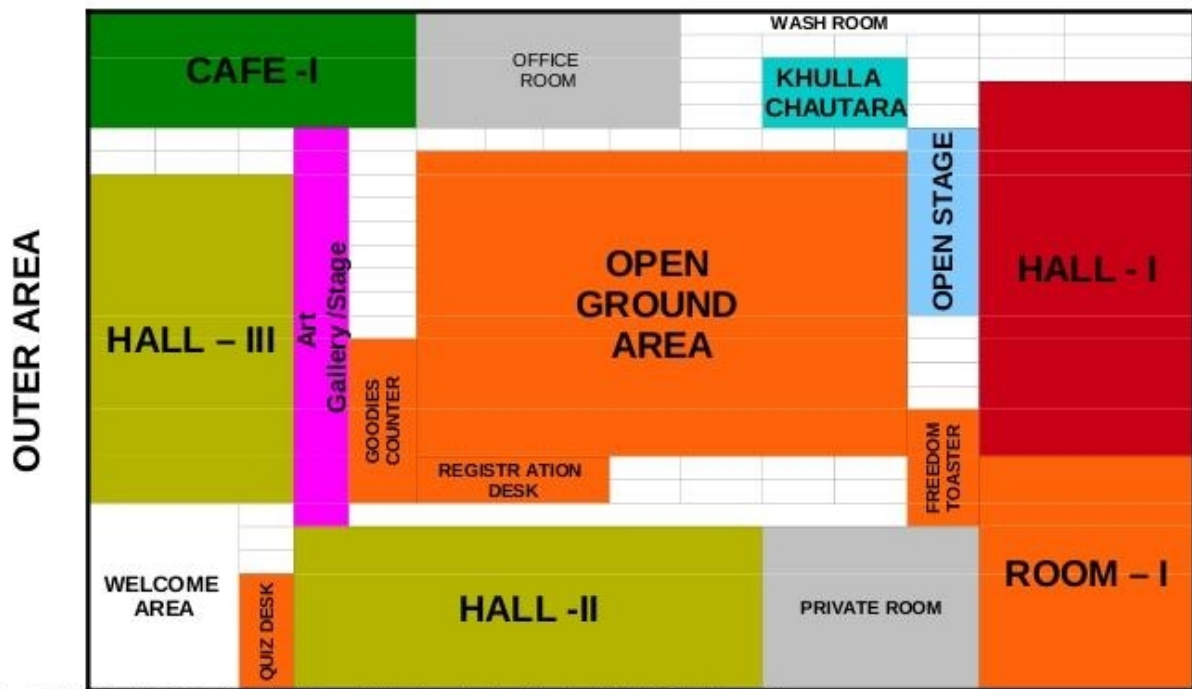 WASH ROOM
CAFE -I
OFFICE
ROOM
KHULLA
CHAUTARA
OUTER AREA
HALL – III
Art
Gallery /Stage
GOODIES
COUNTER
OPEN
GROUND
AREA
OPEN STAGE
HALL - I
REGISTR ATION
DESK
FREEDOM
TOASTER
WELCOME
AREA
QUIZ DESK
HALL -II
PRIVATE ROOM
ROOM – I